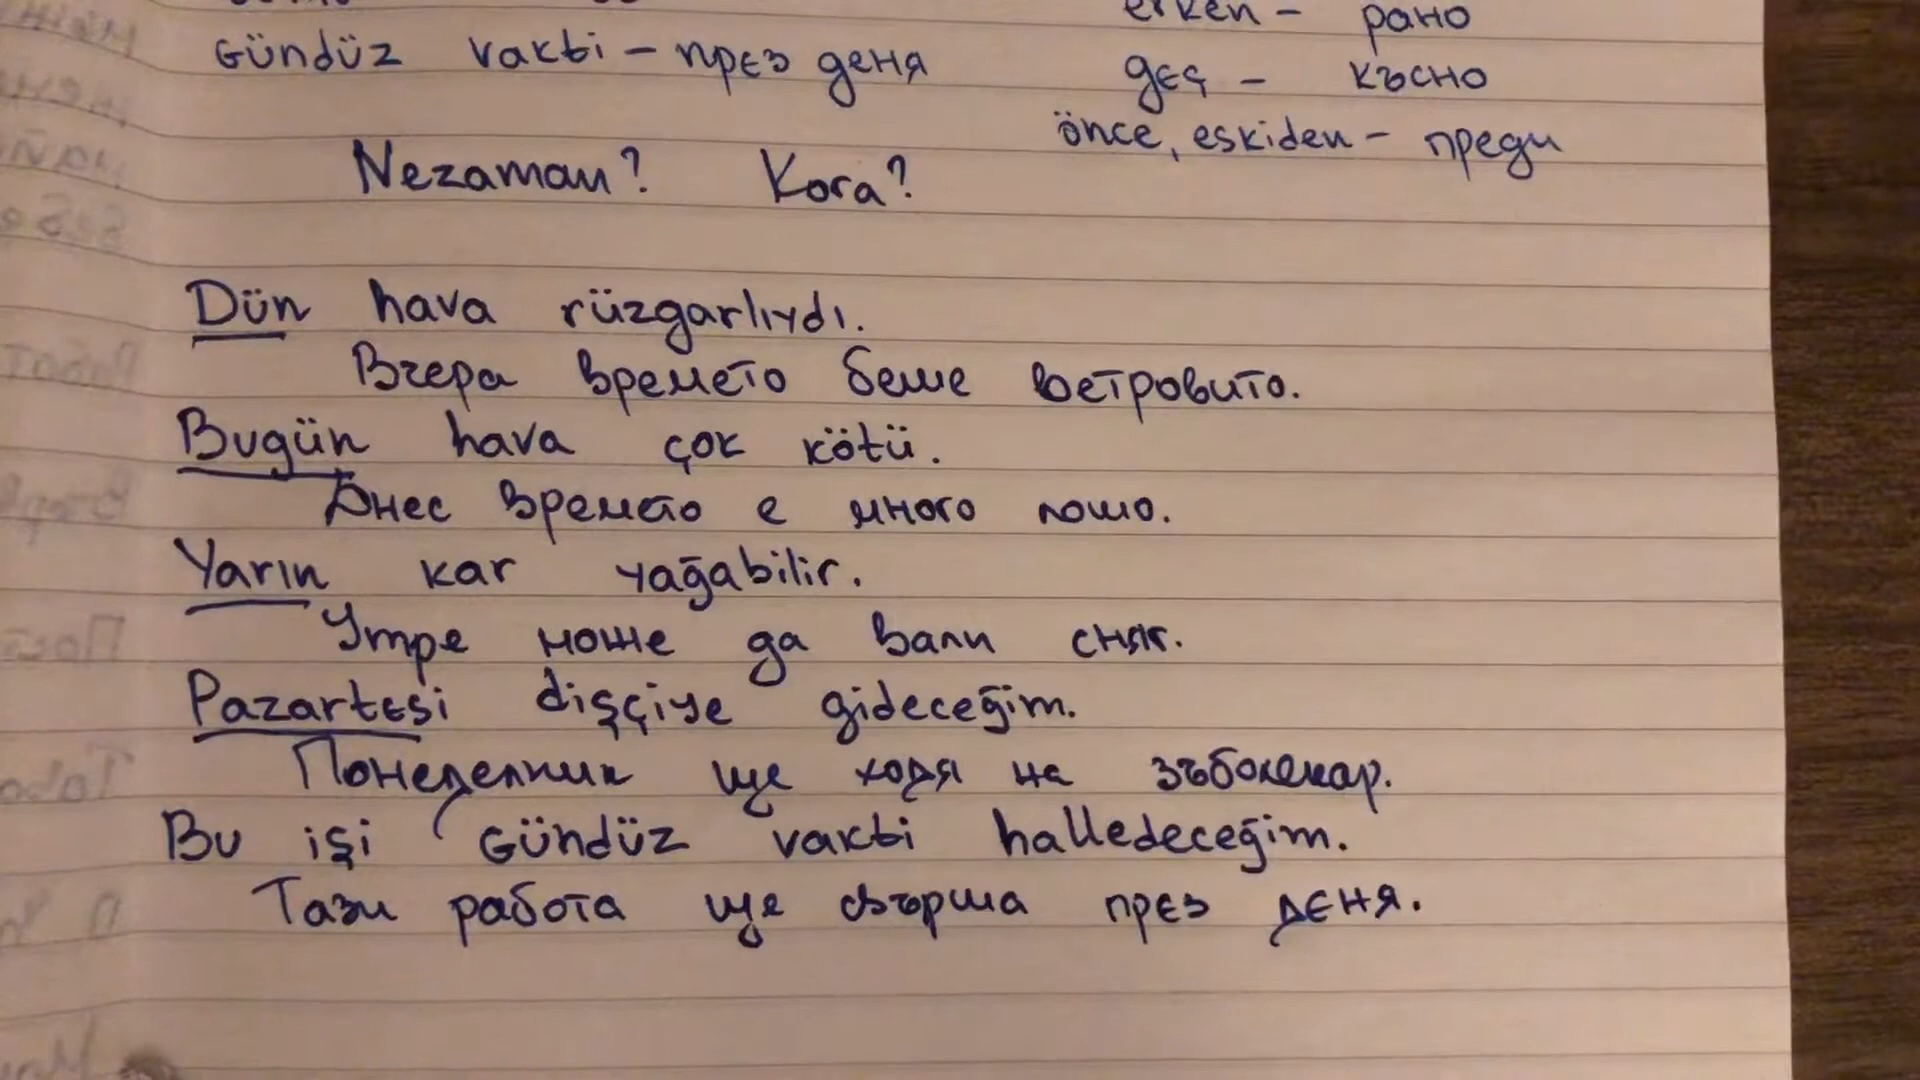 erken - рано
Gündüz vakti - през деня
geç - късно
önce, eskiden - преди
Nezaman? Кога?
Dün hava rüzgarlıydı.
Вчера времето беше ветровито.
Bugün hava çok kötü.
Днес времето е много лошо.
Yarın kar yağabilir.
Утре може да вали сняг.
Pazartesi dişçiye gideceğim.
Понеделник ще ходя на зъболекар.
Bu işi Gündüz vakti halledeceğim.
Тази работа ще свърша през деня.